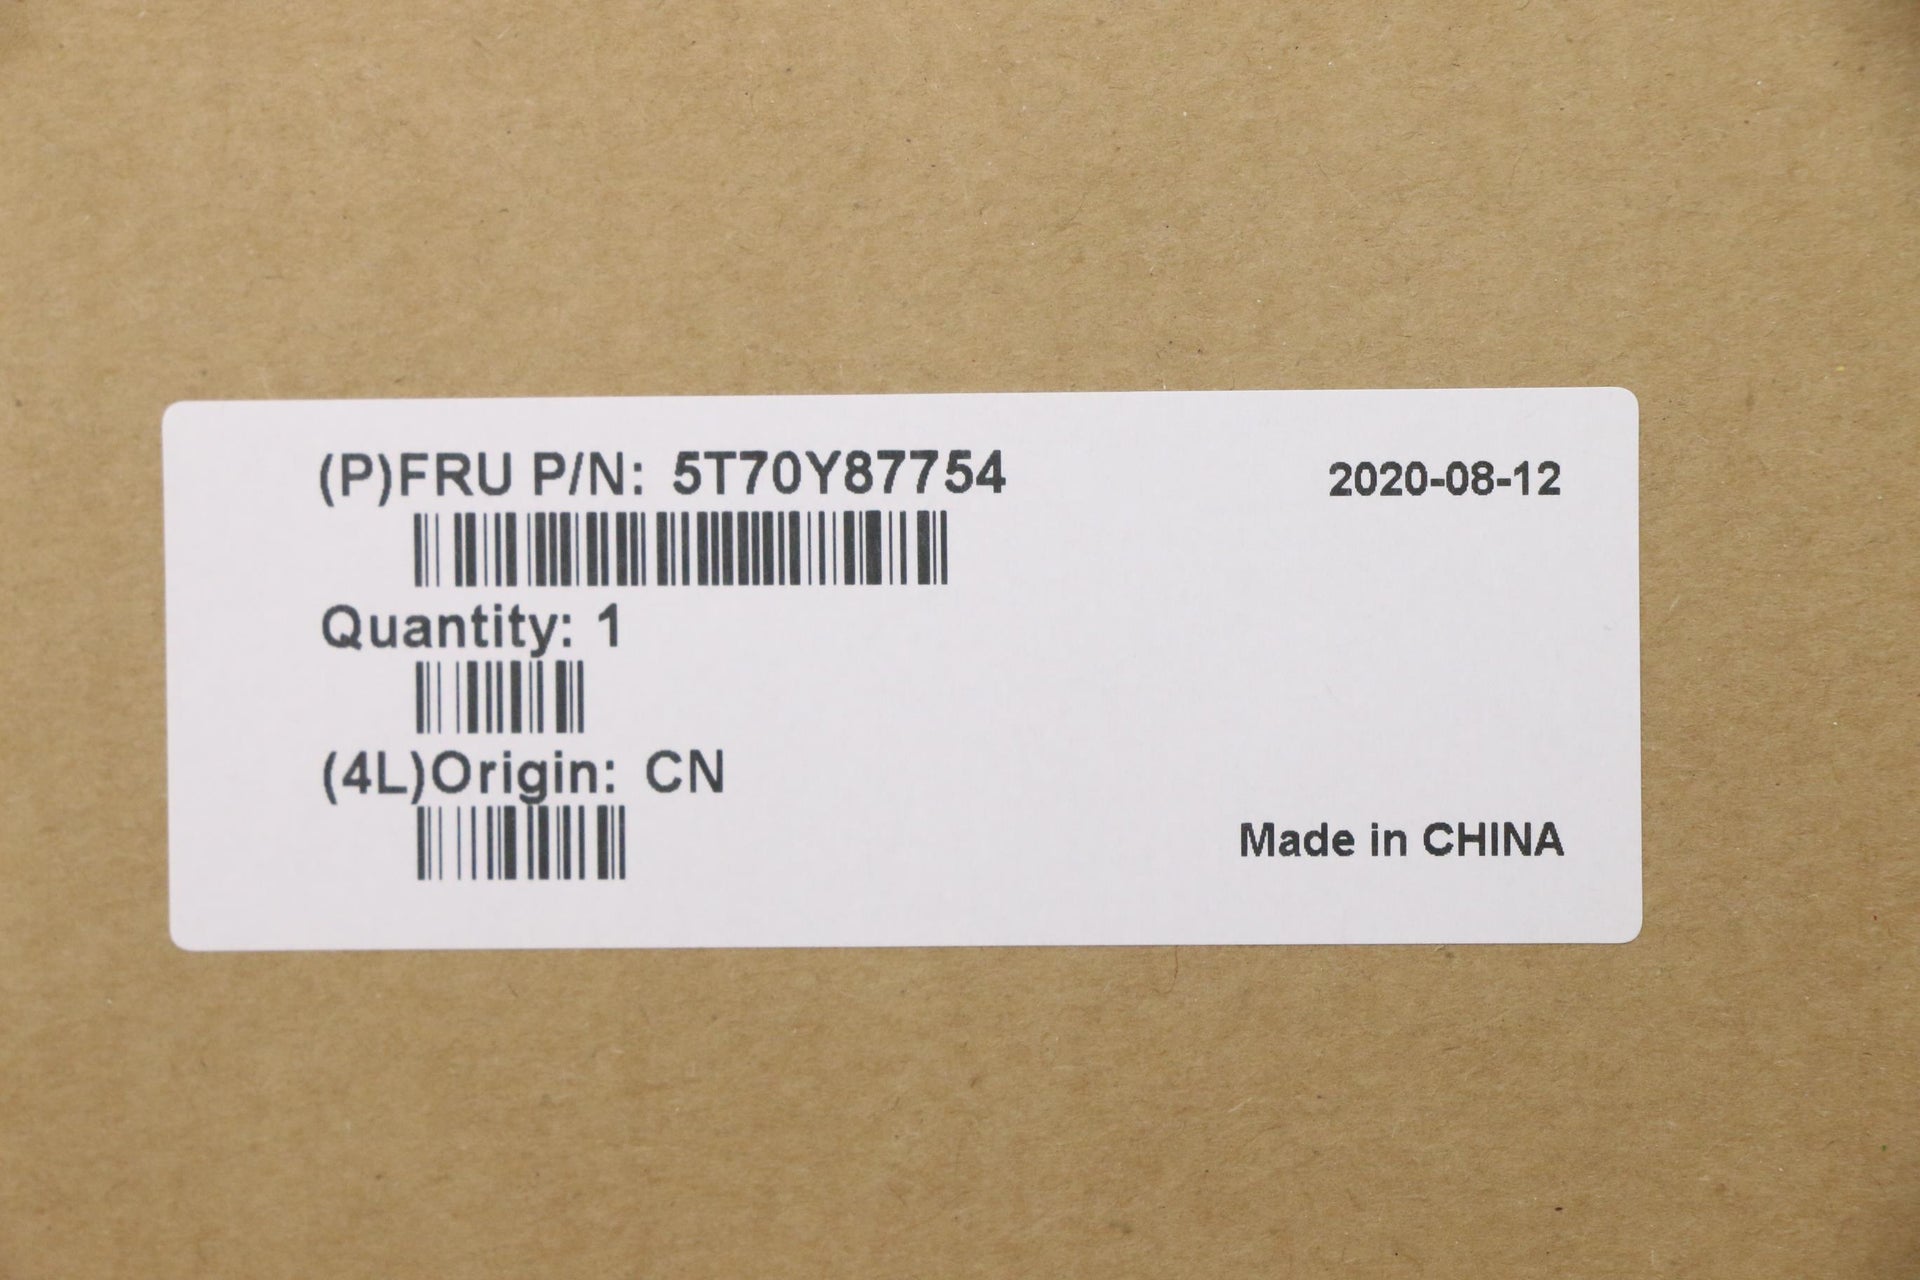 (P)FRU P/N: 5T70Y87754
2020-08-12
Quantity: 1
(4L)Origin: CN
Made in CHINA